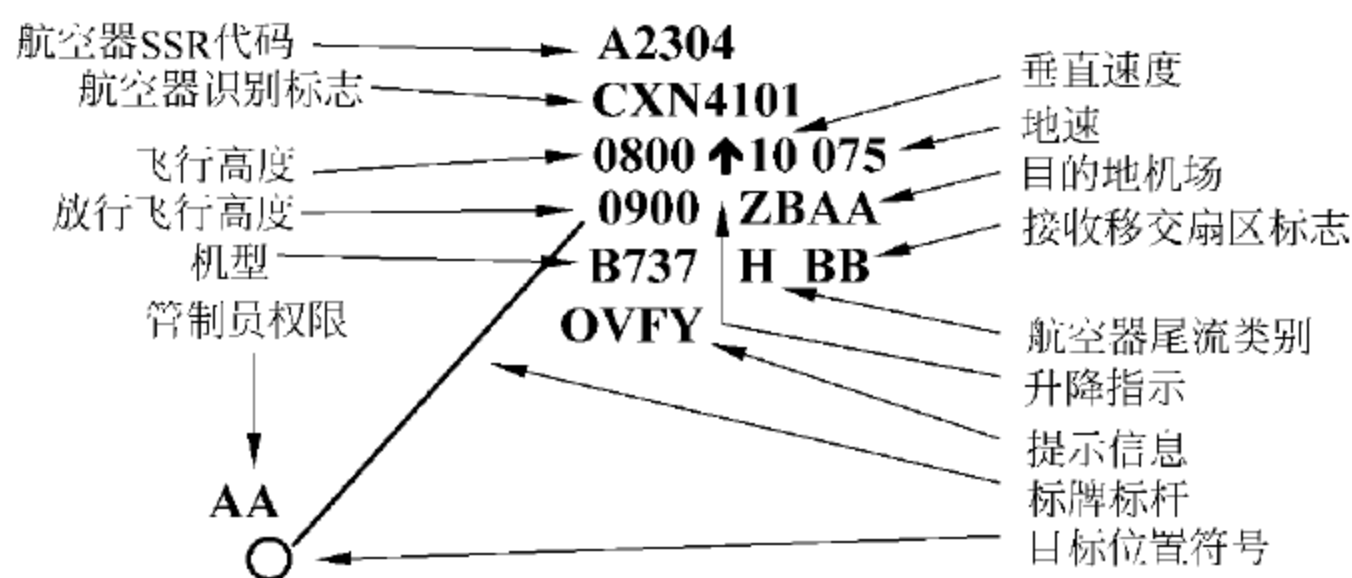 航空器SSR代码
航空器识别标志
飞行高度
放行飞行高度
机型
管制员权限
AA
A2304
CXN4101
0800 ↑10 075
0900 ZBAA
B737 H BB
OVFY
垂直速度
地速
目的地机场
接收移交扇区标志
航空器尾流类别
升降指示
提示信息
标牌标杆
目标位置符号